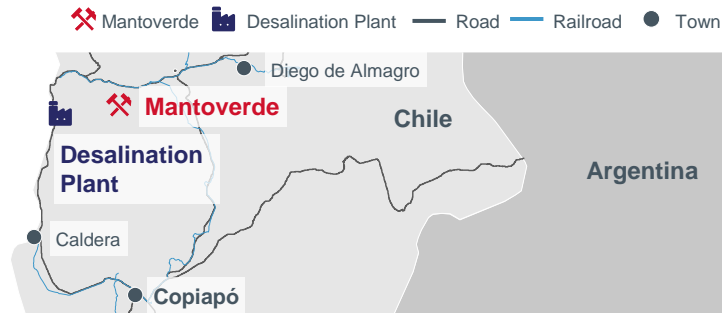 Mantoverde Desalination Plant Road Railroad Town
Diego de Almagro
Mantoverde
Chile
Desalination
Plant
Argentina
Caldera
Copiapó